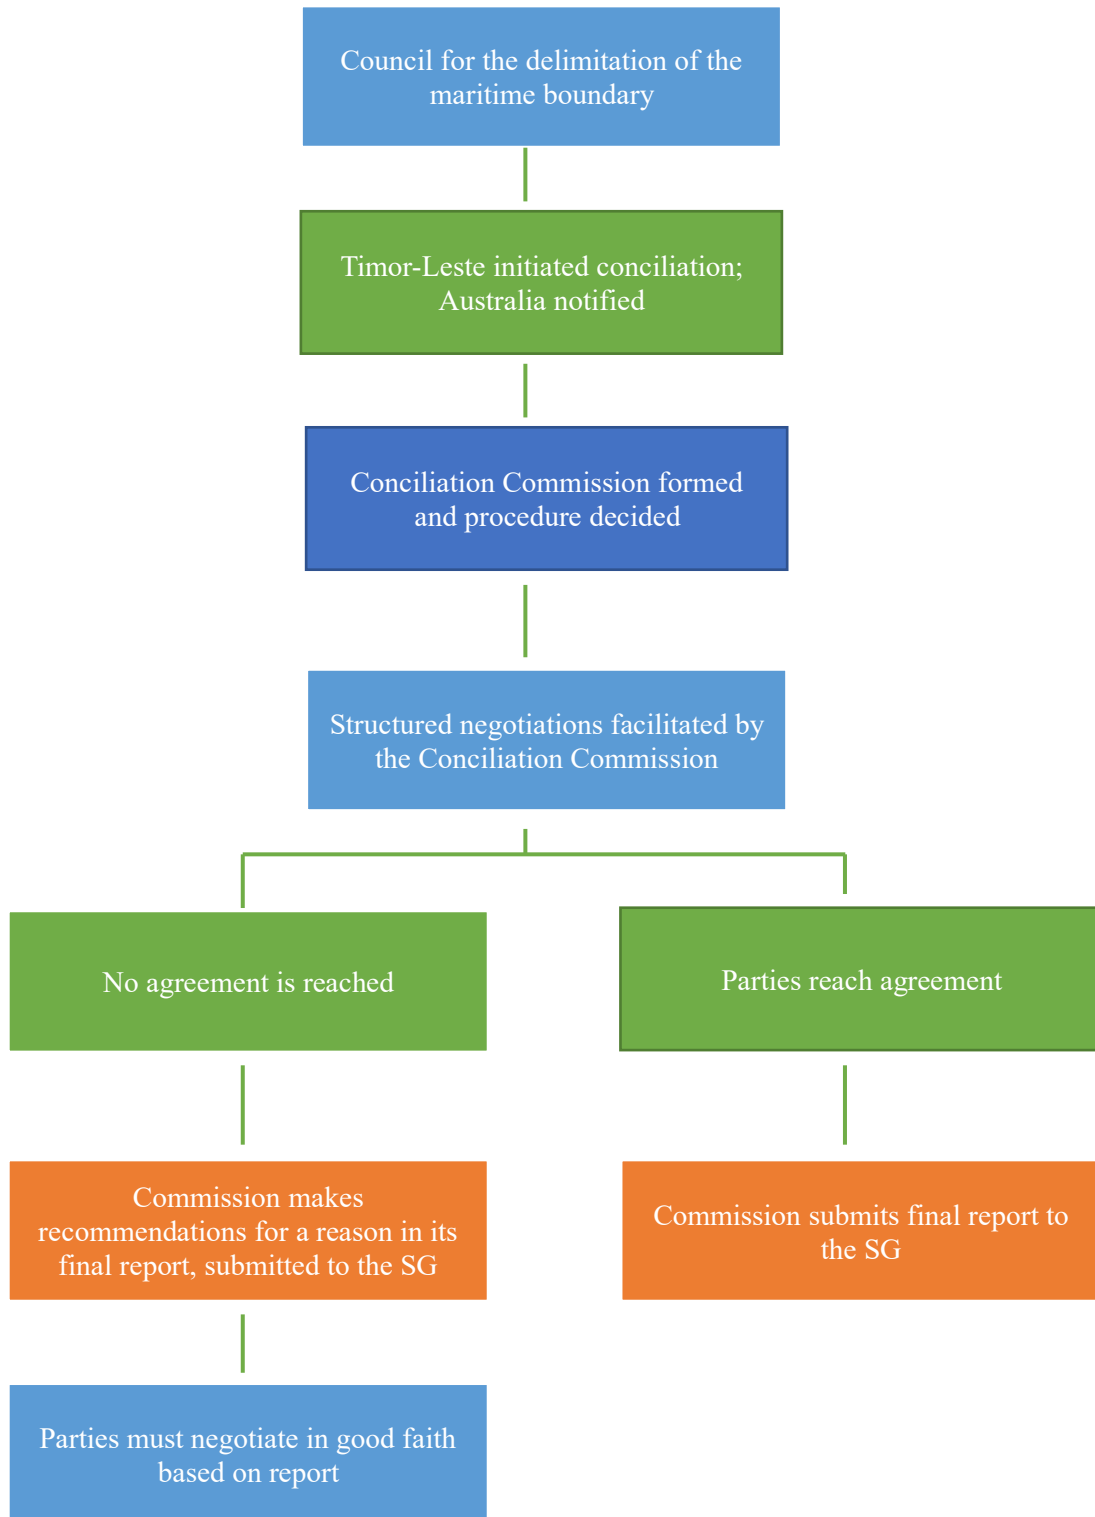 Council for the delimitation of the
maritime boundary
Timor-Leste initiated conciliation;
Australia notified
Conciliation Commission formed
and procedure decided
Structured negotiations facilitated by
the Conciliation Commission
No agreement is reached
Parties reach agreement
Commission makes
recommendations for a reason in its
final report, submitted to the SG
Commission submits final report to
the SG
Parties must negotiate in good faith
based on report